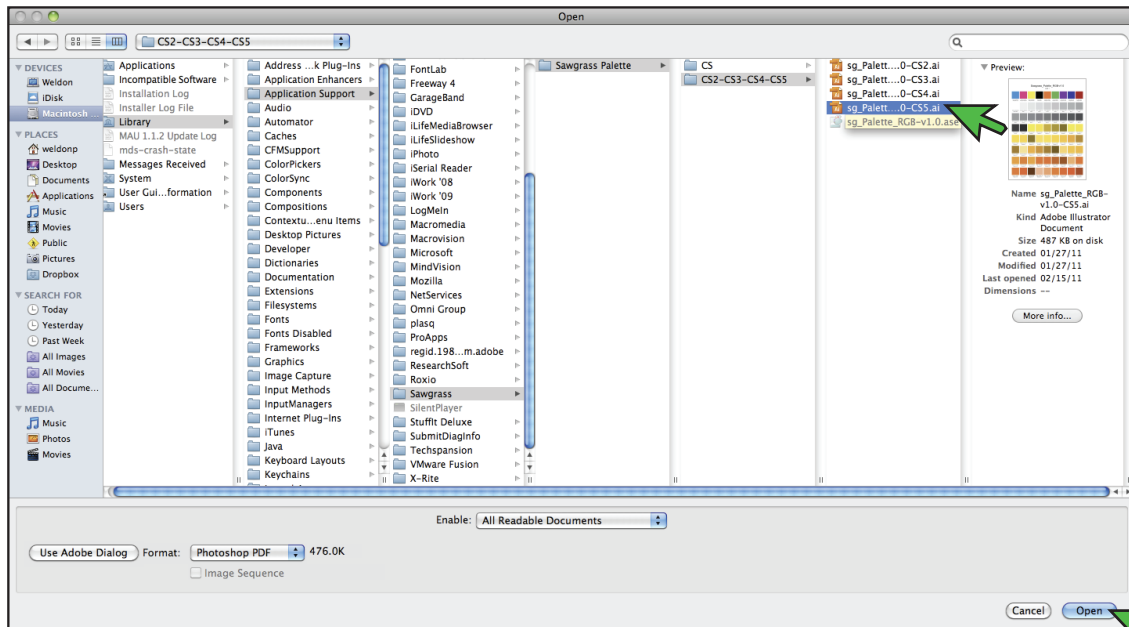 Open
CS2-CS3-CS4-CS5
DEVICES
Weldon
iDisk
Macintosh ...
PLACES
weldonp
Desktop
Documents
Applications
Music
Movies
Public
Pictures
Dropbox
SEARCH FOR
Today
Yesterday
Past Week
All Images
All Movies
All Docume...
MEDIA
Music
Photos
Movies
Applications
Incompatible Software
Installation Log
Installer Log File
Library
MAU 1.1.2 Update Log
mds-crash-state
Messages Received
System
User Gui...formation
Users
Address ...k Plug-Ins
Application Enhancers
Application Support
Audio
Automator
Caches
CFMSupport
ColorPickers
ColorSync
Components
Compositions
Contextu...enu Items
Desktop Pictures
Developer
Dictionaries
Documentation
Extensions
Filesystems
Fonts
Fonts Disabled
Frameworks
Graphics
Image Capture
Input Methods
InputManagers
Internet Plug-Ins
iTunes
Java
Keyboard Layouts
Keychains
FontLab
Freeway 4
GarageBand
iDVD
iLifeMediaBrowser
iLifeSlideshow
iPhoto
iSerial Reader
iWork '08
iWork '09
LogMeIn
Macromedia
Macrovision
Microsoft
MindVision
Mozilla
NetServices
Omni Group
plasq
ProApps
regid.198...m.adobe
ResearchSoft
Roxio
Sawgrass
SilentPlayer
StuffIt Deluxe
SubmitDiagInfo
Techspansion
VMware Fusion
X-Rite
Sawgrass Palette
CS
CS2-CS3-CS4-CS5
sg_Palett....0-CS2.ai
sg_Palett....0-CS3.ai
sg_Palett....0-CS4.ai
sg_Palett....0-CS5.ai
sg_Palette_RGB-v1.0.ase
Preview:
Name sg_Palette_RGB-
v1.0-CS5.ai
Kind Adobe Illustrator
Document
Size 487 KB on disk
Created 01/27/11
Modified 01/27/11
Last opened 02/15/11
Dimensions --
More info...
Enable: All Readable Documents
Use Adobe Dialog Format: Photoshop PDF 476.0K
Image Sequence
Cancel Open